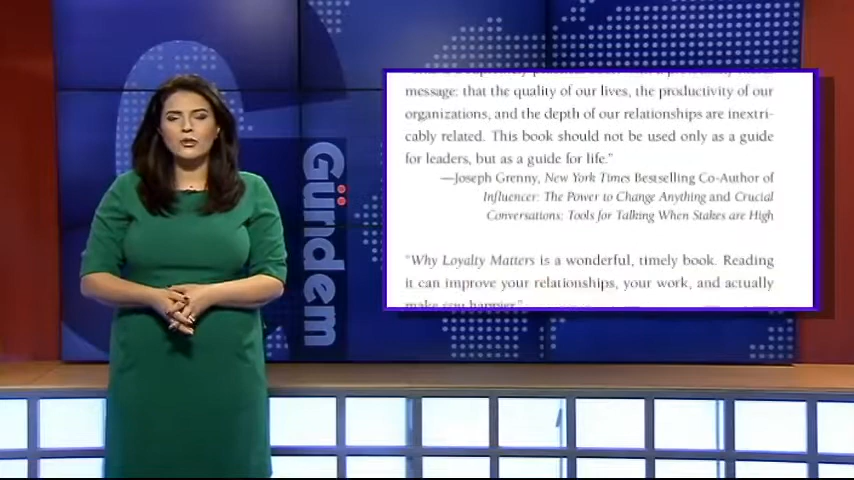 message: that the quality of our lives, the productivity of our
organizations, and the depth of our relationships are inextri-
cably related. This book should not be used only as a guide
for leaders, but as a guide for life."
—Joseph Grenny, New York Times Bestselling Co-Author of
Influencer: The Power to Change Anything and Crucial
Conversations: Tools for Talking When Stakes are High
"Why Loyalty Matters is a wonderful, timely book. Reading
it can improve your relationships, your work, and actually
make you happier."
Gündəm